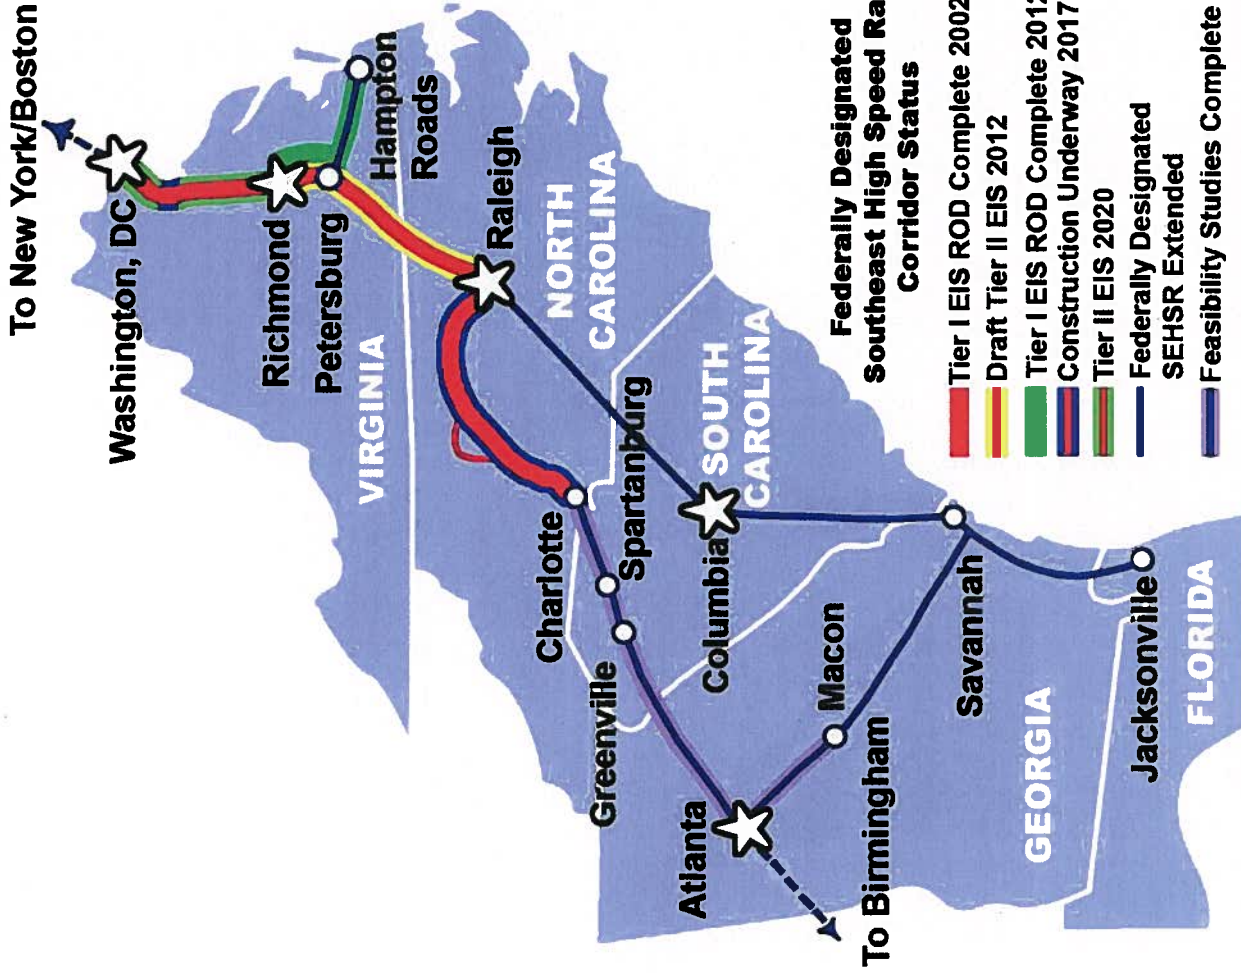 To New York/Boston
Washington, DC
Richmond
Petersburg
Hampton
Roads
VIRGINIA
Raleigh
NORTH
CAROLINA
Charlotte
Spartanburg
Greenville
SOUTH
CAROLINA
Columbia
Atlanta
Macon
To Birmingham
Savannah
GEORGIA
Jacksonville
FLORIDA
Federally Designated
Southeast High Speed Ra
Corridor Status
Tier I EIS ROD Complete 2002
Draft Tier II EIS 2012
Tier I EIS ROD Complete 2012
Construction Underway 2017
Tier II EIS 2020
Federally Designated
SEHSR Extended
Feasibility Studies Complete